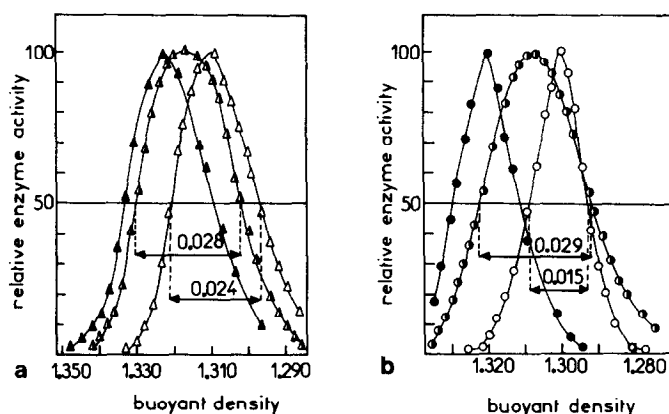 100
50
relative enzyme activity
0.028
0.024
1,350
1,330
1,310
1,290
buoyant density
a
100
50
relative enzyme activity
0.029
0.015
1,320
1,300
1,280
buoyant density
b